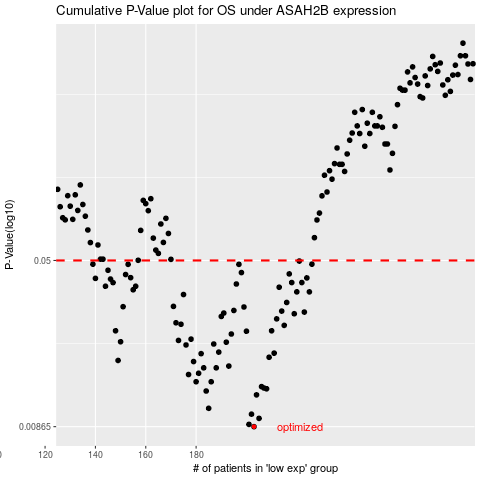 Cumulative P-Value plot for OS under ASAH2B expression
P-Value(log10)
0.05
0.00865
optimized
0
120
140
160
180
# of patients in 'low exp' group